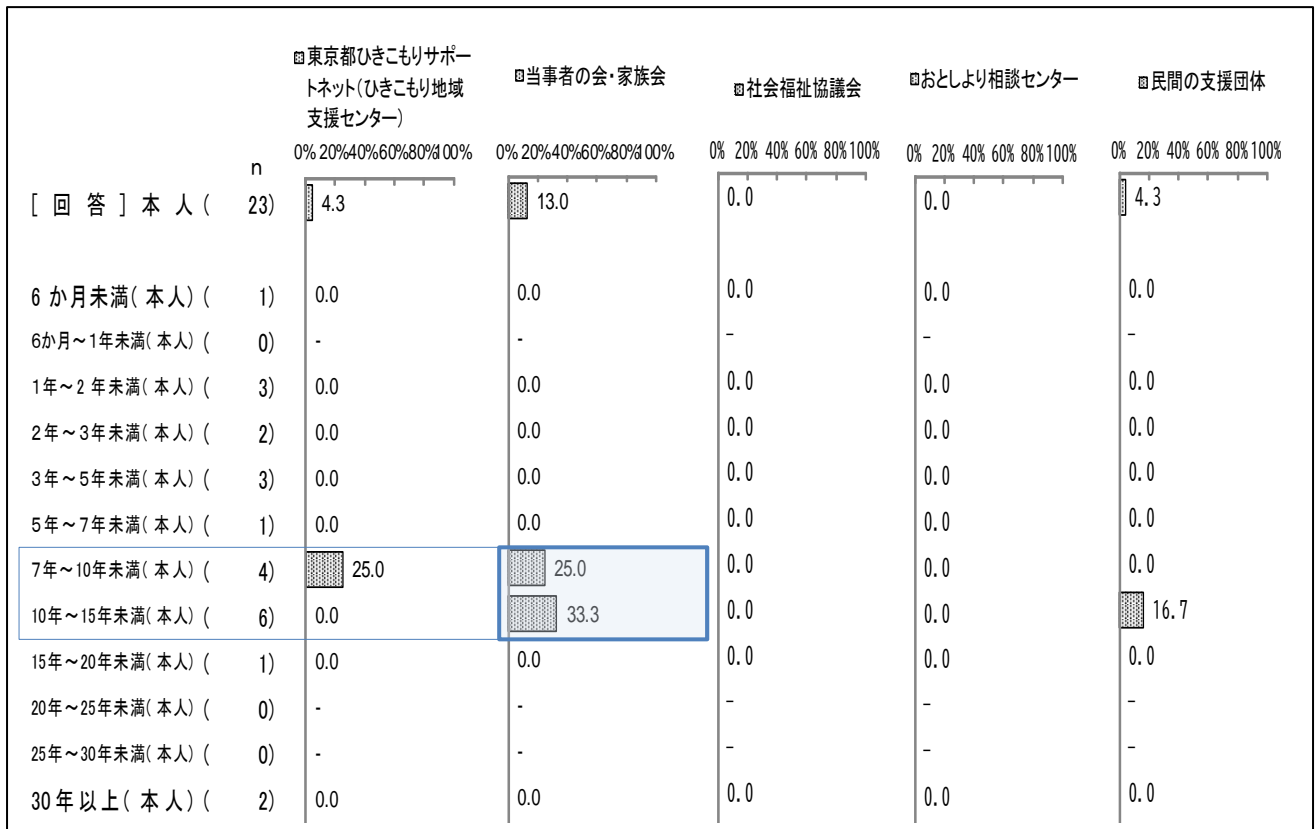 東京都ひきこもりサポー
トネット(ひきこもり地域
支援センター)
当事者の会・家族会
社会福祉協議会
おとしより相談センター
民間の支援団体
n
0% 20% 40% 60% 80% 100%
0% 20% 40% 60% 80% 100%
0% 20% 40% 60% 80% 100%
0% 20% 40% 60% 80% 100%
0% 20% 40% 60% 80% 100%
[回答]本人( 23) 4.3 13.0 0.0 0.0 4.3
6か月未満(本人)( 1) 0.0 0.0 0.0 0.0 0.0
6か月～1年未満(本人)( 0) - - - - -
1年～2年未満(本人)( 3) 0.0 0.0 0.0 0.0 0.0
2年～3年未満(本人)( 2) 0.0 0.0 0.0 0.0 0.0
3年～5年未満(本人)( 3) 0.0 0.0 0.0 0.0 0.0
5年～7年未満(本人)( 1) 0.0 0.0 0.0 0.0 0.0
7年～10年未満(本人)( 4) 25.0 25.0 0.0 0.0 0.0
10年～15年未満(本人)( 6) 0.0 33.3 0.0 0.0 16.7
15年～20年未満(本人)( 1) 0.0 0.0 0.0 0.0 0.0
20年～25年未満(本人)( 0) - - - - -
25年～30年未満(本人)( 0) - - - - -
30年以上(本人)( 2) 0.0 0.0 0.0 0.0 0.0